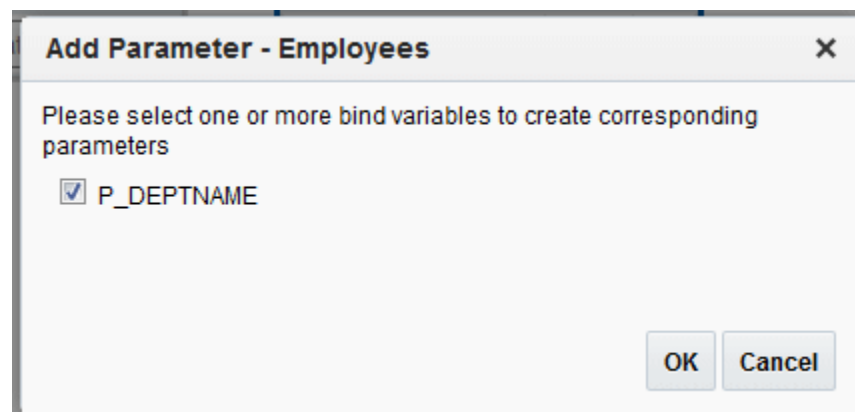 Add Parameter - Employees
Please select one or more bind variables to create corresponding
parameters
P_DEPTNAME
OK Cancel